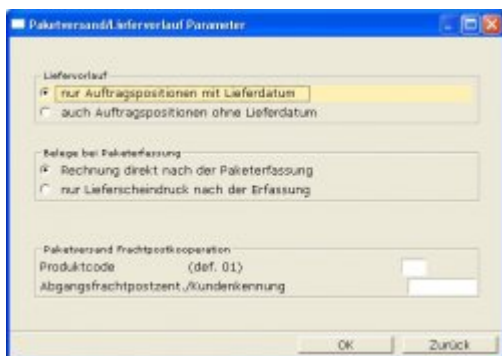 Paketversand/Lieferverlauf Parameter
Liefervorlauf
nur Auftragspositionen mit Lieferdatum
auch Auftragspositionen ohne Lieferdatum
Belege bei Paketerfassung
Rechnung direkt nach der Paketerfassung
nur Lieferscheindruck nach der Erfassung
Paketversand Frachtpostkooperation
Produktcode (def. 01)
Abgangsfrachtpostzent./Kundenkennung
OK Zurück